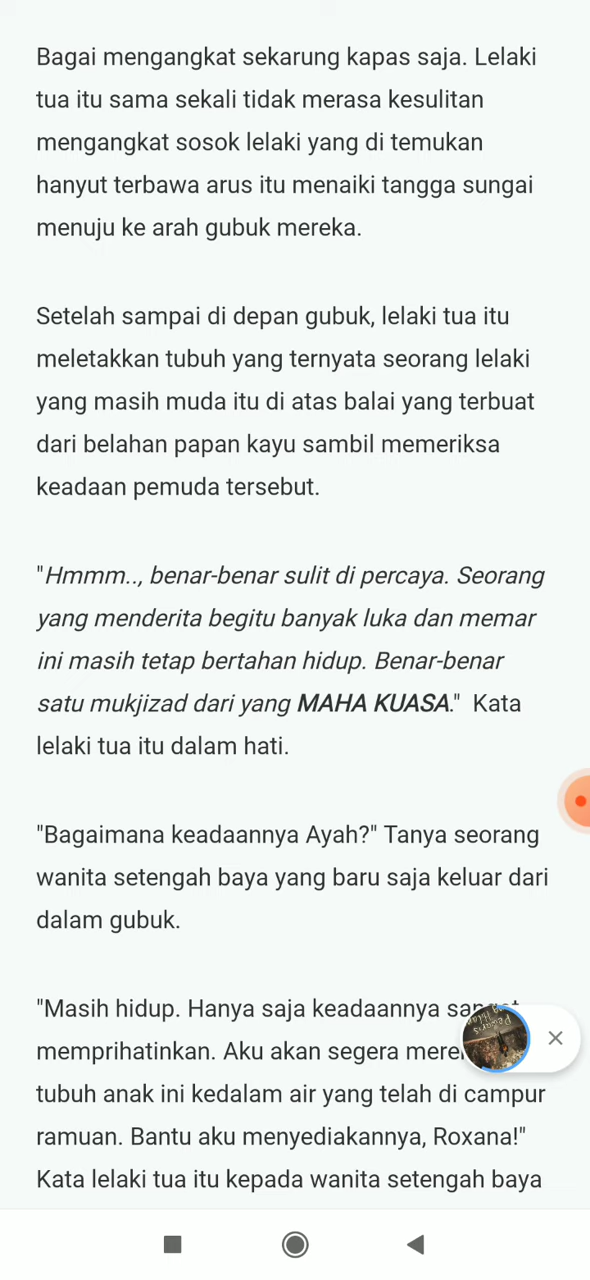 Bagai mengangkat sekarung kapas saja. Lelaki
tua itu sama sekali tidak merasa kesulitan
mengangkat sosok lelaki yang di temukan
hanyut terbawa arus itu menaiki tangga sungai
menuju ke arah gubuk mereka.
Setelah sampai di depan gubuk, lelaki tua itu
meletakkan tubuh yang ternyata seorang lelaki
yang masih muda itu di atas balai yang terbuat
dari belahan papan kayu sambil memeriksa
keadaan pemuda tersebut.
"Hmmm.., benar-benar sulit di percaya. Seorang
yang menderita begitu banyak luka dan memar
ini masih tetap bertahan hidup. Benar-benar
satu mukjizad dari yang MAHA KUASA." Kata
lelaki tua itu dalam hati.
"Bagaimana keadaannya Ayah?" Tanya seorang
wanita setengah baya yang baru saja keluar dari
dalam gubuk.
"Masih hidup. Hanya saja keadaannya
memprihatinkan. Aku akan segera
tubuh anak ini kedalam air yang telah di campur
ramuan. Bantu aku menyediakannya, Roxana!"
Kata lelaki tua itu kepada wanita setengah baya